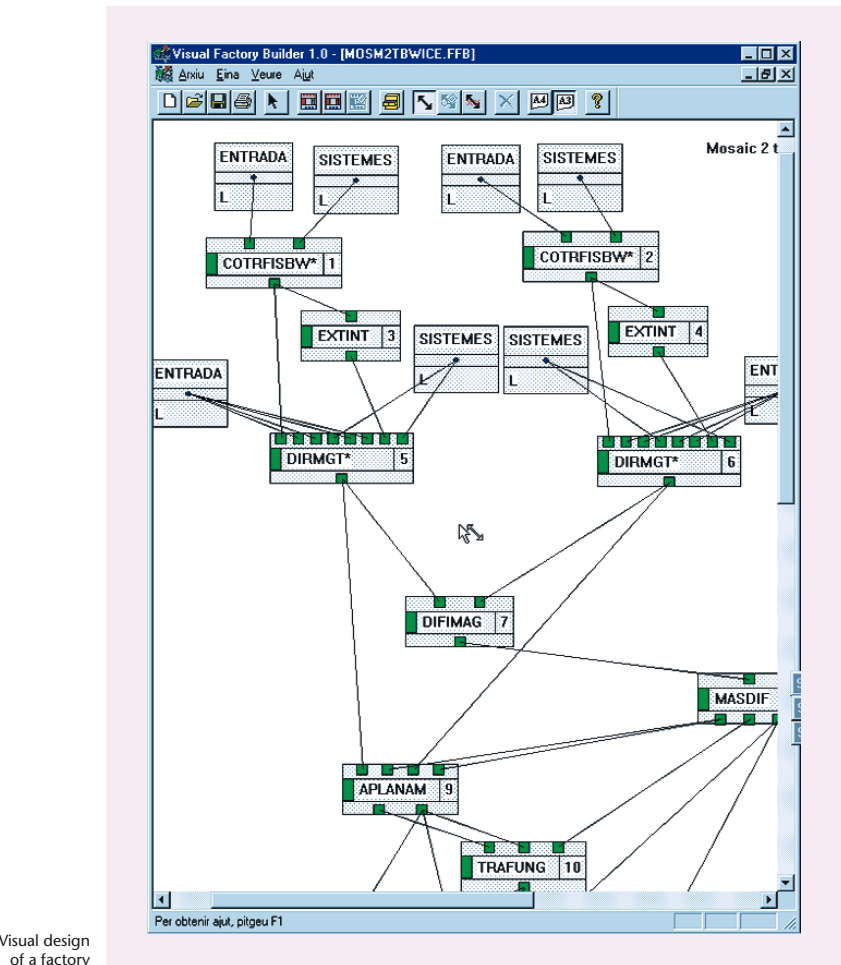 Visual Factory Builder 1.0 - [MOSM2TBWICE.FFB]
Arxiu Eina Veure Ajut
A4 A3 ?
Mosaic 2 t
ENTRADA SISTEMES ENTRADA SISTEMES
L L L L
COTRFISBW* 1 COTRFISBW* 2
EXTINT 3 EXTINT 4
SISTEMES SISTEMES
L L
ENTRADA ENT
L L
DIRMGT* 5 DIRMGT* 6
DIFIMAG 7
MASDIF
APLANAM 9
TRAFUNG 10
Per obtenir ajut, pitgeu F1
Visual design
of a factory